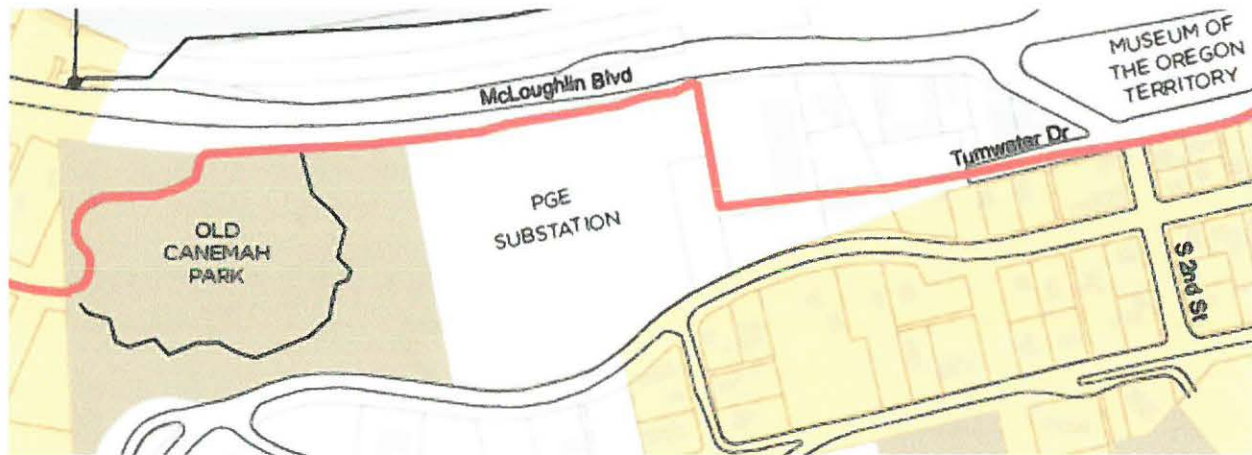 McLoughlin Blvd
MUSEUM OF
THE OREGON
TERRITORY
Tumwater Dr
PGE
SUBSTATION
OLD
CANEMAH
PARK
S 2nd St